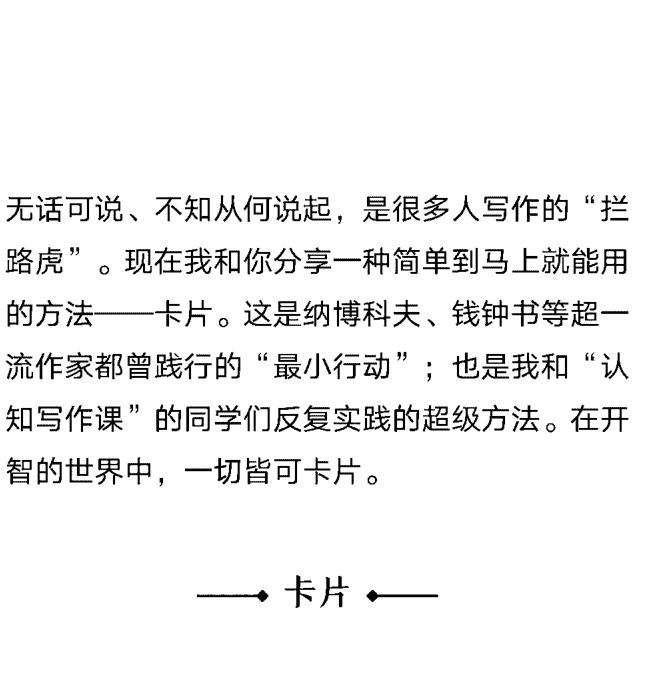 无话可说、不知从何说起，是很多人写作的“拦
路虎”。现在我和你分享一种简单到马上就能用
的方法——卡片。这是纳博科夫、钱钟书等超一
流作家都曾践行的“最小行动”；也是我和“认
知写作课”的同学们反复实践的超级方法。在开
智的世界中，一切皆可卡片。
卡片